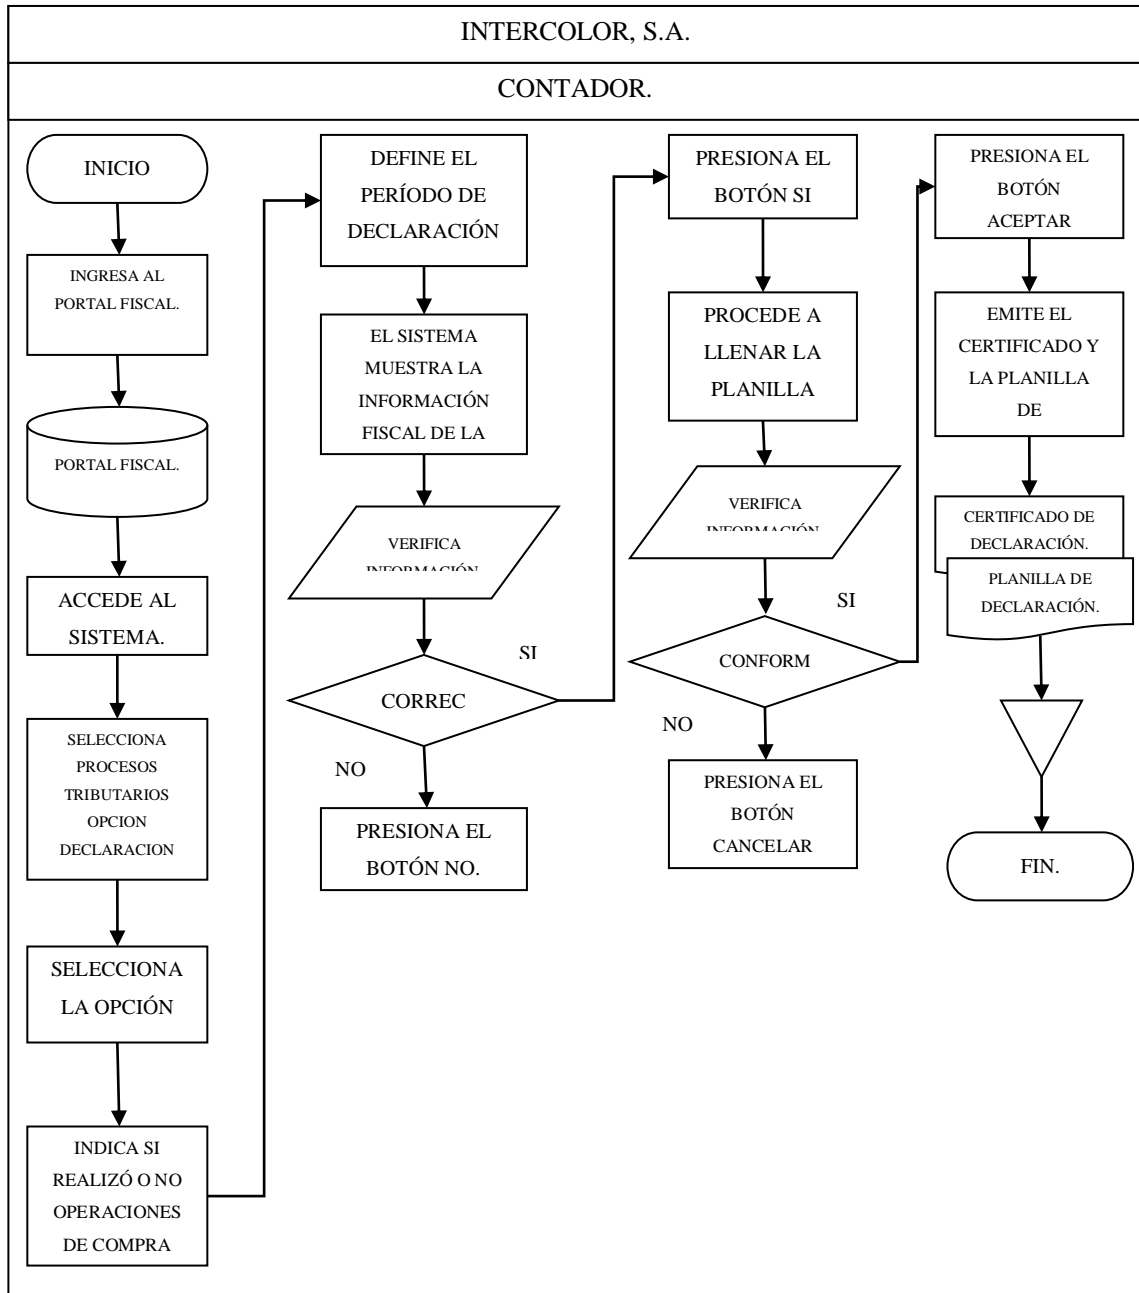 INTERCOLOR, S.A.
CONTADOR.
INICIO
INGRESA AL
PORTAL FISCAL.
PORTAL FISCAL.
ACCEDE AL
SISTEMA.
SELECCIONA
PROCESOS
TRIBUTARIOS
OPCION
DECLARACION
SELECCIONA
LA OPCIÓN
INDICA SI
REALIZÓ O NO
OPERACIONES
DE COMPRA
DEFINE EL
PERÍODO DE
DECLARACIÓN
EL SISTEMA
MUESTRA LA
INFORMACIÓN
FISCAL DE LA
VERIFICA
INFORMACIÓN
SI
CORREC
NO
PRESIONA EL
BOTÓN NO.
PRESIONA EL
BOTÓN SI
PROCEDE A
LLENAR LA
PLANILLA
VERIFICA
INFORMACIÓN
SI
CONFORM
NO
PRESIONA EL
BOTÓN
CANCELAR
PRESIONA EL
BOTÓN
ACEPTAR
EMITE EL
CERTIFICADO Y
LA PLANILLA
DE
CERTIFICADO DE
DECLARACIÓN.
PLANILLA DE
DECLARACIÓN.
FIN.